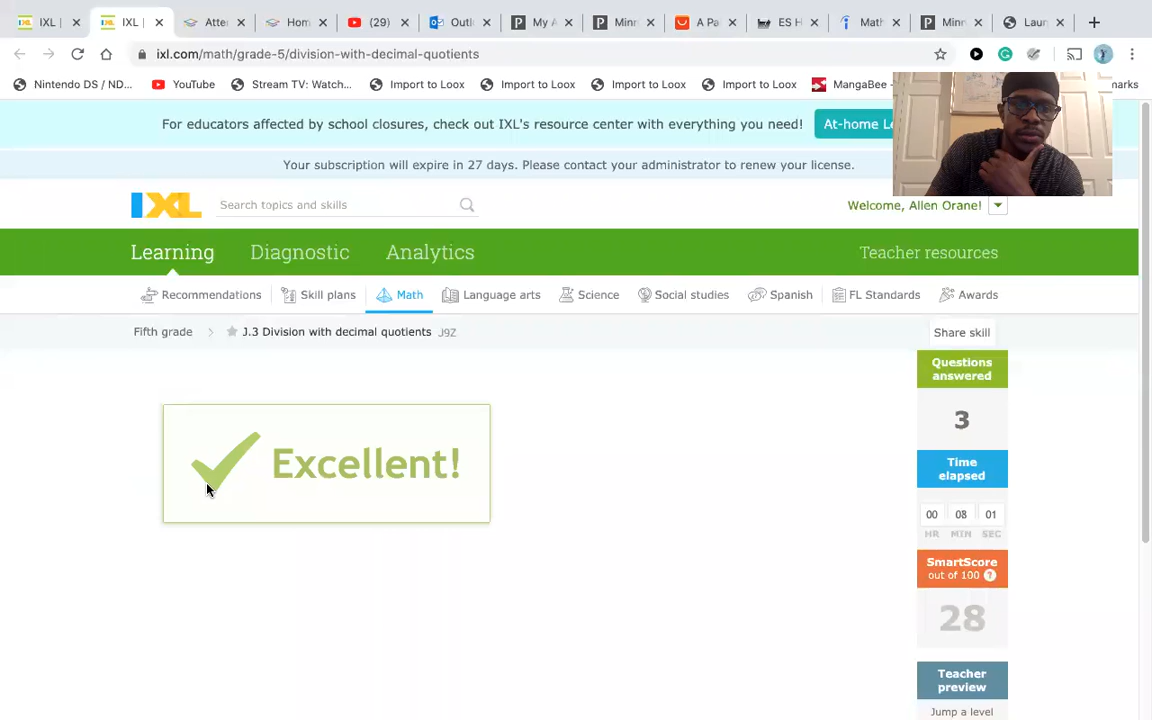 IXL |
IXL |
Atte
Hom
(29)
Outlo
My A
Minn
A Pa
ES H
Math
Minn
Laun
ixl.com/math/grade-5/division-with-decimal-quotients
Nintendo DS / ND...
YouTube
Stream TV: Watch...
Import to Loox
Import to Loox
Import to Loox
Import to Loox
MangaBee -
marks
For educators affected by school closures, check out IXL's resource center with everything you need!
At-home Le
Your subscription will expire in 27 days. Please contact your administrator to renew your license.
IXL
Search topics and skills
Welcome, Allen Orane!
Learning
Diagnostic
Analytics
Teacher resources
Recommendations
Skill plans
Math
Language arts
Science
Social studies
Spanish
FL Standards
Awards
Fifth grade
J.3 Division with decimal quotients
J9Z
Share skill
Questions
answered
3
Excellent!
Time
elapsed
00 08 01
HR MIN SEC
SmartScore
out of 100 ?
28
Teacher
preview
Jump a level